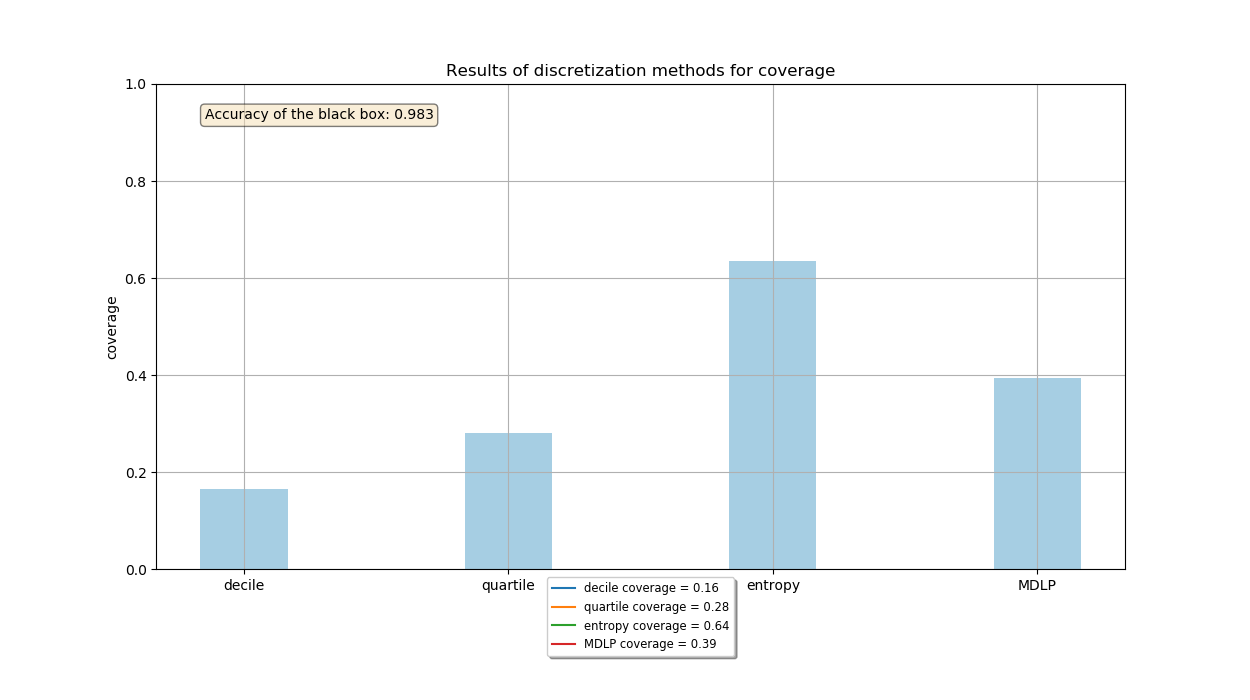 Results of discretization methods for coverage
1.0
Accuracy of the black box: 0.983
0.8
0.6
coverage
0.4
0.2
0.0
decile quartile entropy MDLP
decile coverage = 0.16
quartile coverage = 0.28
entropy coverage = 0.64
MDLP coverage = 0.39